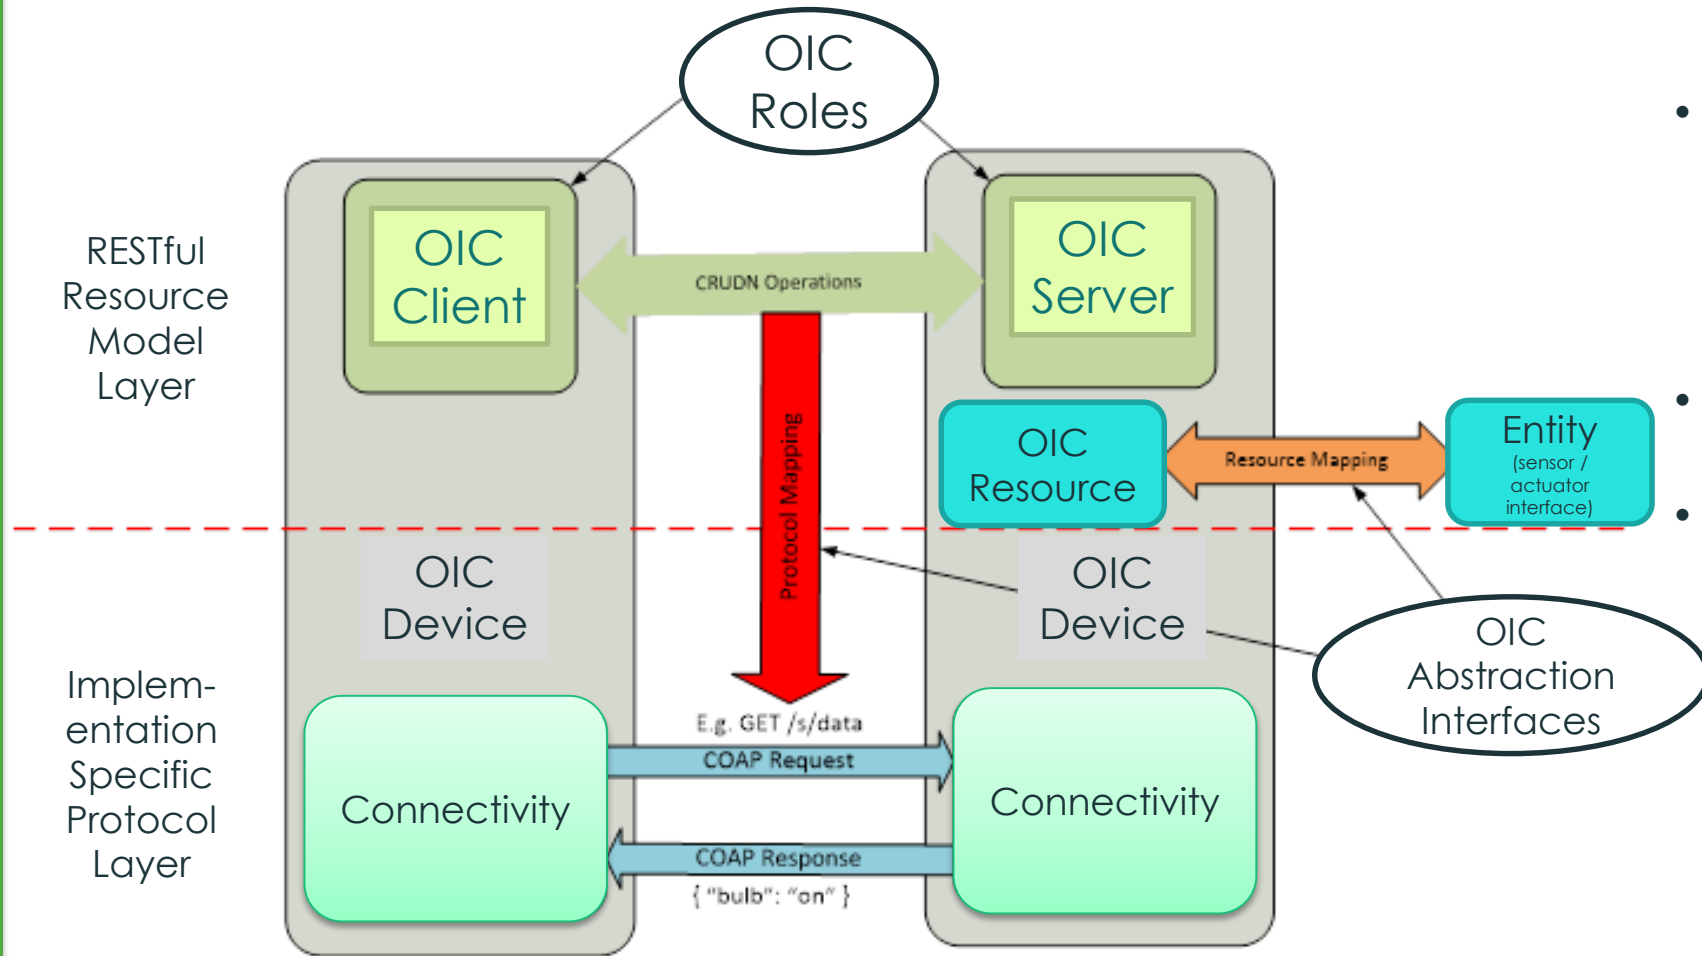 OIC
Roles
RESTful
Resource
Model
Layer
OIC
Client
CRUDN Operations
OIC
Server
Protocol Mapping
OIC
Resource
Resource Mapping
Entity
(sensor /
actuator
interface)
OIC
Device
OIC
Device
OIC
Abstraction
Interfaces
Implem-
entation
Specific
Protocol
Layer
Connectivity
E.g. GET /s/data
COAP Request
COAP Response
{ "bulb": "on" }
Connectivity